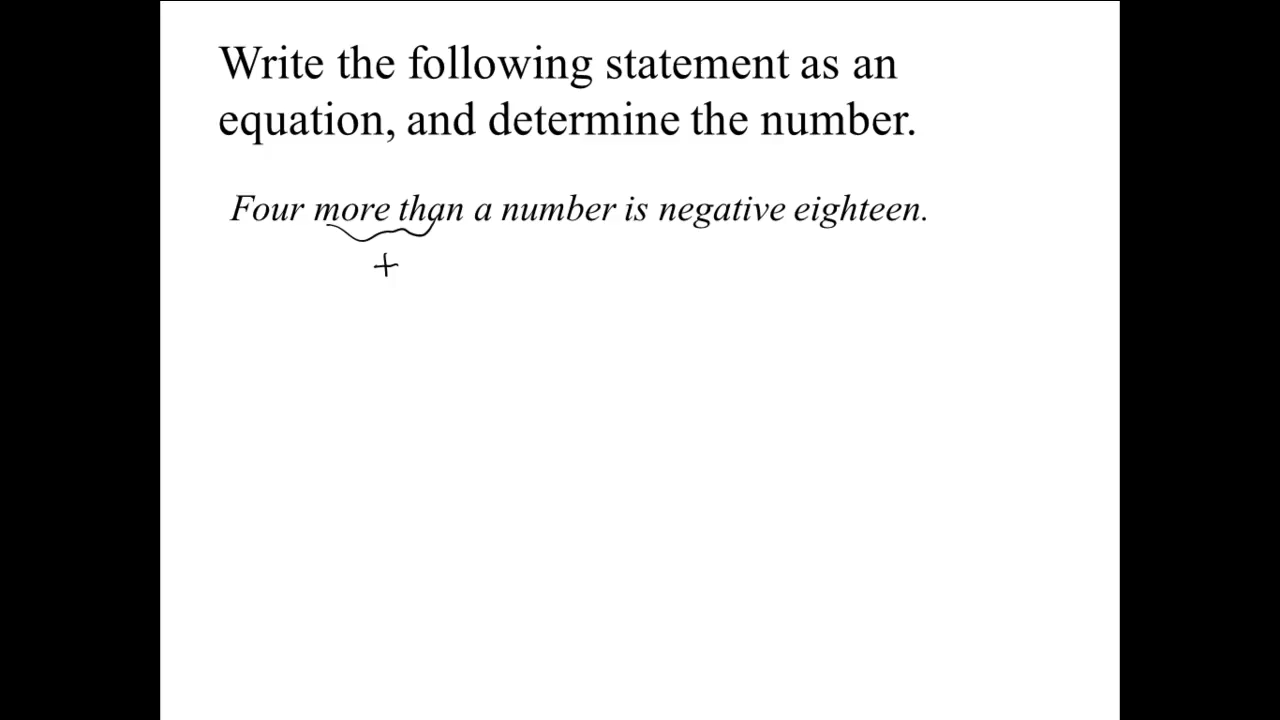 Write the following statement as an
equation, and determine the number.
Four more than a number is negative eighteen.
+